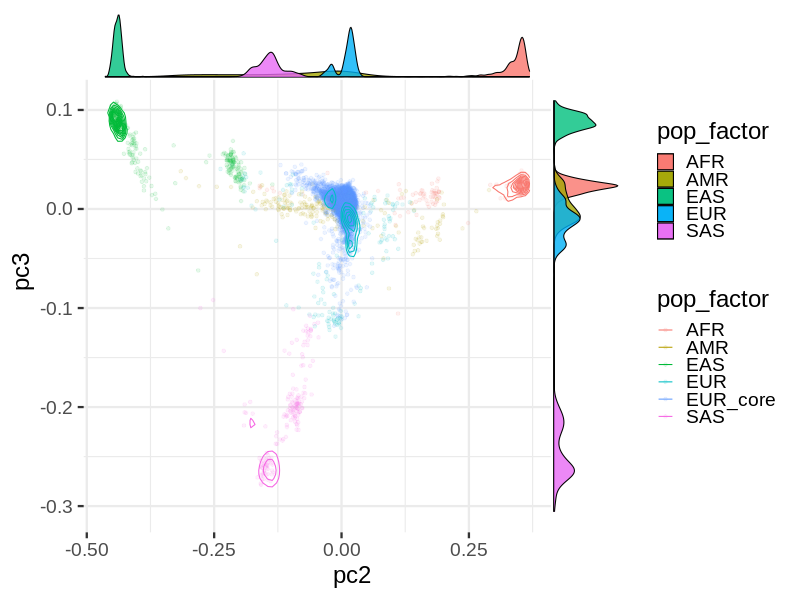 pop_factor
AFR
AMR
EAS
EUR
SAS
pop_factor
AFR
AMR
EAS
EUR
EUR_core
SAS
pc3
0.1
0.0
-0.1
-0.2
-0.3
-0.50
-0.25
0.00
0.25
pc2